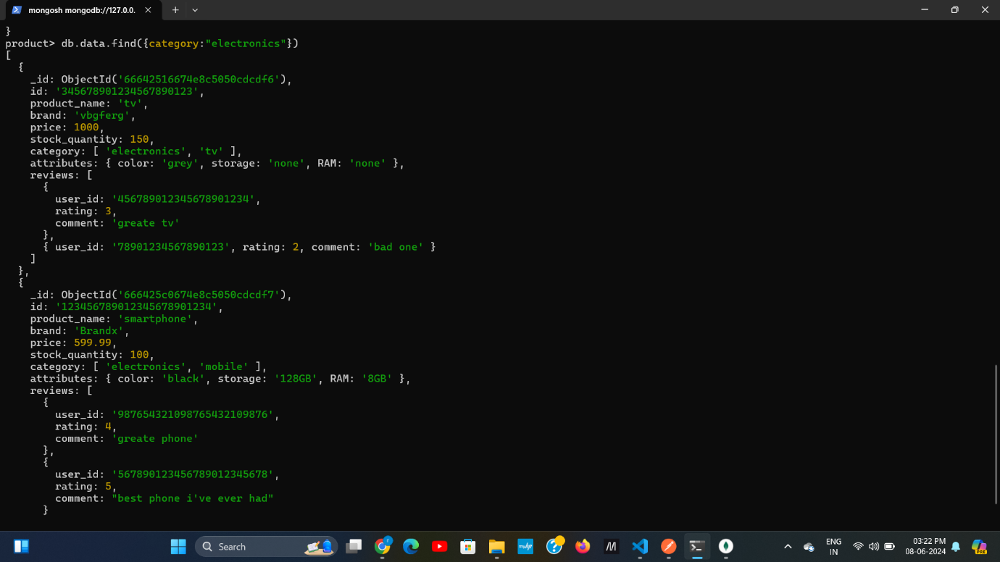 mongosh mongodb://127.0.0.
}
product> db.data.find({category:"electronics"})
[
  {
    _id: ObjectId('66642516674e8c5050cdcdf6'),
    id: '345678901234567890123',
    product_name: 'tv',
    brand: 'vbgferg',
    price: 1000,
    stock_quantity: 150,
    category: [ 'electronics', 'tv' ],
    attributes: { color: 'grey', storage: 'none', RAM: 'none' },
    reviews: [
      {
        user_id: '456789012345678901234',
        rating: 3,
        comment: 'greate tv'
      },
      { user_id: '78901234567890123', rating: 2, comment: 'bad one' }
    ]
  },
  {
    _id: ObjectId('666425c0674e8c5050cdcdf7'),
    id: '123456789012345678901234',
    product_name: 'smartphone',
    brand: 'Brandx',
    price: 599.99,
    stock_quantity: 100,
    category: [ 'electronics', 'mobile' ],
    attributes: { color: 'black', storage: '128GB', RAM: '8GB' },
    reviews: [
      {
        user_id: '987654321098765432109876',
        rating: 4,
        comment: 'greate phone'
      },
      {
        user_id: '567890123456789012345678',
        rating: 5,
        comment: "best phone i've ever had"
      }
Search
ENG
IN
03:22 PM
08-06-2024
PRE